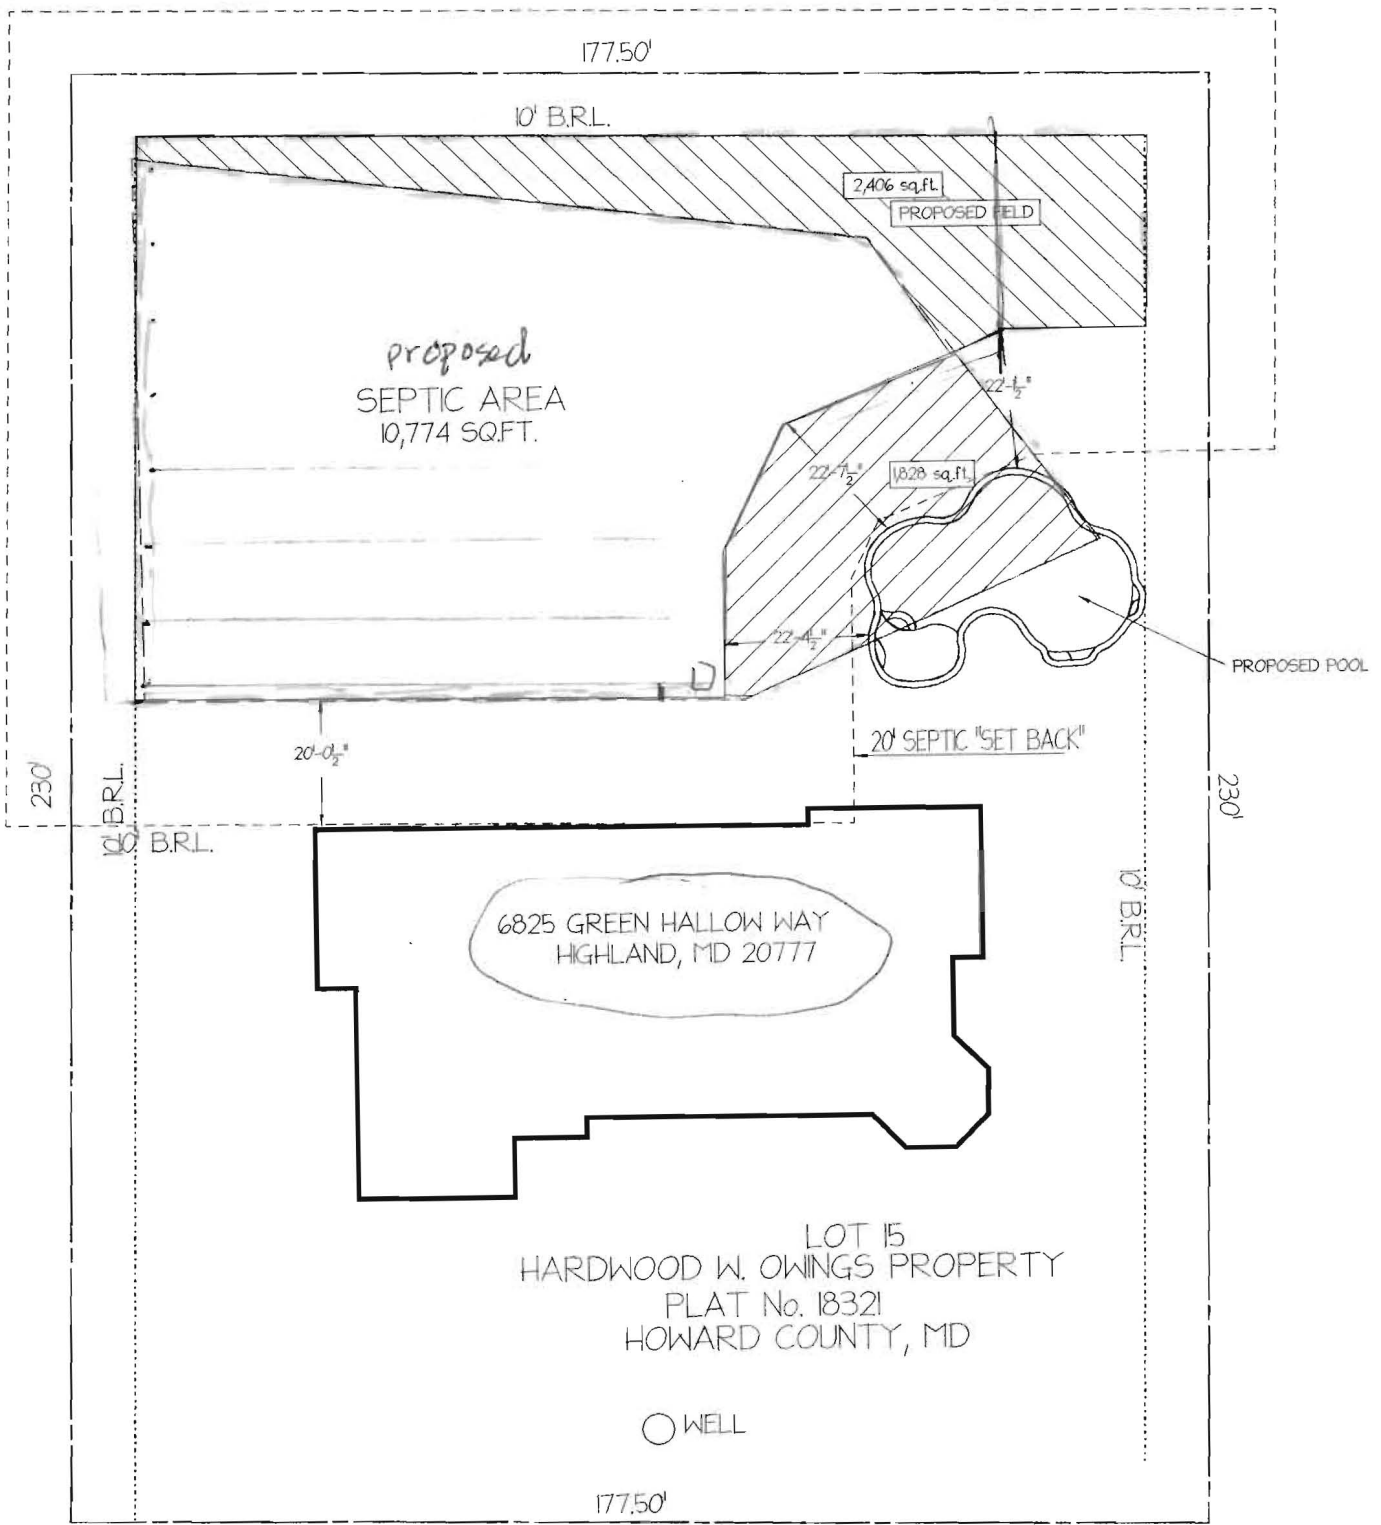 177.50'
10' B.R.L.
2,406 sq.ft.
PROPOSED FIELD
proposed
SEPTIC AREA
10,774 SQ.FT.
22'-1/2"
22'-7 1/2"
1,828 sq.ft.
22'-4 1/2"
PROPOSED POOL
20' SEPTIC "SET BACK"
20'-0 1/2"
230'
230'
B.R.L.
B.R.L.
10' B.R.L.
6825 GREEN HALLOW WAY
HIGHLAND, MD 20777
LOT 15
HARDWOOD W. OWINGS PROPERTY
PLAT No. 18321
HOWARD COUNTY, MD
WELL
177.50'